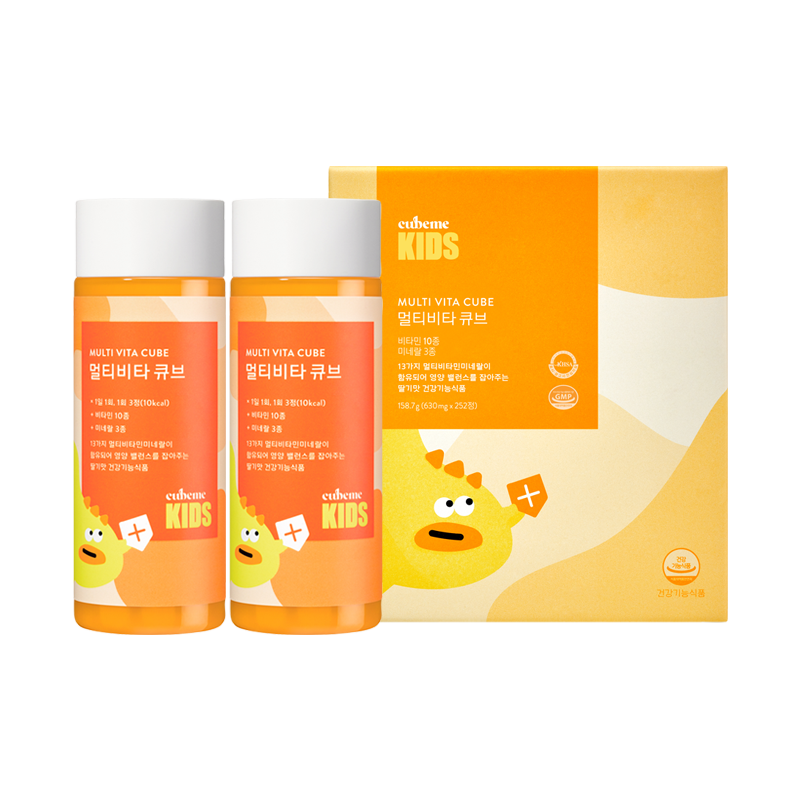 MULTI VITA CUBE
멀티비타 큐브
• 1일 1회, 1회 3정(10kcal)
• 비타민 10종
• 미네랄 3종
13가지 멀티비타민미네랄이
함유되어 영양 밸런스를 잡아주는
딸기맛 건강기능식품
cubeme
KIDS
MULTI VITA CUBE
멀티비타 큐브
• 1일 1회, 1회 3정(10kcal)
• 비타민 10종
• 미네랄 3종
13가지 멀티비타민미네랄이
함유되어 영양 밸런스를 잡아주는
딸기맛 건강기능식품
cubeme
KIDS
cubeme
KIDS
MULTI VITA CUBE
멀티비타 큐브
비타민 10종
미네랄 3종
13가지 멀티비타민미네랄이
함유되어 영양 밸런스를 잡아주는
딸기맛 건강기능식품
158.7g (630mg x 252정)
GMP
건강
기능식품
건강기능식품